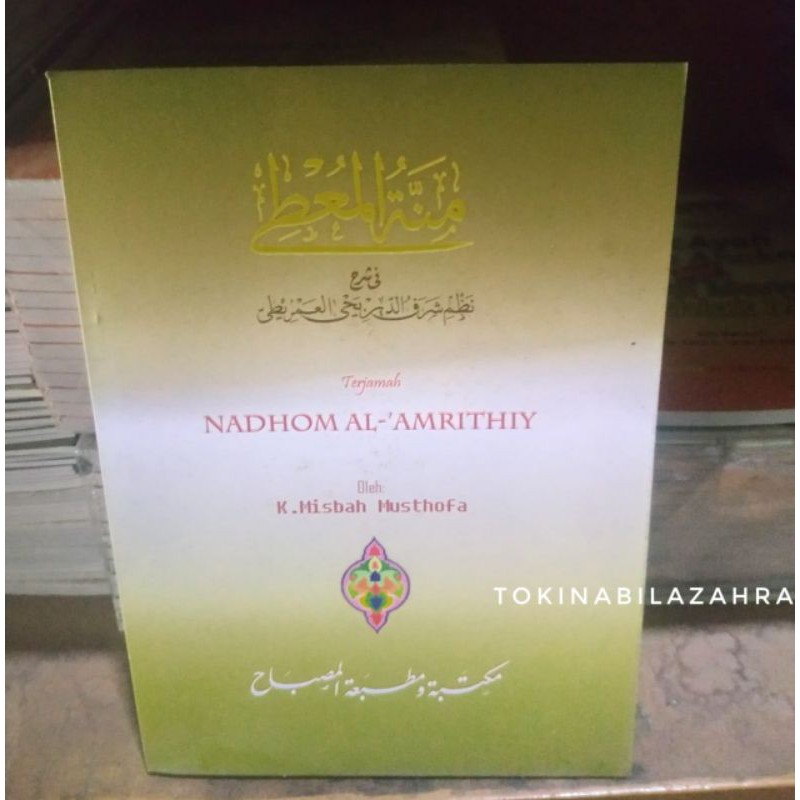 منة المعطي
في شرح
نظم شرف الدين يحيى العمريطي
Terjamah
NADHOM AL-'AMRITHIY
Oleh:
K.Misbah Musthofa
TOKINABILAZAHRA
مكتبة ومطبعة المصباح